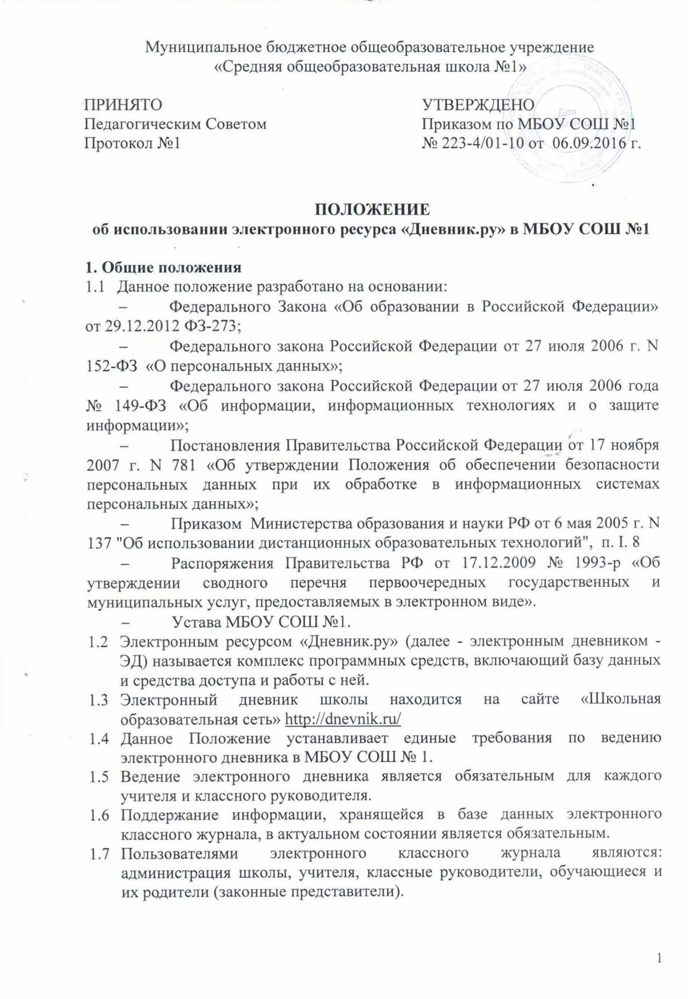 Муниципальное бюджетное общеобразовательное учреждение
«Средняя общеобразовательная школа №1»
ПРИНЯТО
Педагогическим Советом
Протокол №1
УТВЕРЖДЕНО
Приказом по МБОУ СОШ №1
№ 223-4/01-10 от  06.09.2016 г.
Для
ПОЛОЖЕНИЕ
об использовании электронного ресурса «Дневник.ру» в МБОУ СОШ №1
1. Общие положения
1.1 Данное положение разработано на основании:
– Федерального Закона «Об образовании в Российской Федерации»
от 29.12.2012 ФЗ-273;
– Федерального закона Российской Федерации от 27 июля 2006 г. N
152-ФЗ «О персональных данных»;
– Федерального закона Российской Федерации от 27 июля 2006 года
№ 149-ФЗ «Об информации, информационных технологиях и о защите
информации»;
– Постановления Правительства Российской Федерации от 17 ноября
2007 г. N 781 «Об утверждении Положения об обеспечении безопасности
персональных данных при их обработке в информационных системах
персональных данных»;
– Приказом Министерства образования и науки РФ от 6 мая 2005 г. N
137 "Об использовании дистанционных образовательных технологий", п. I. 8
– Распоряжения Правительства РФ от 17.12.2009 № 1993-р «Об
утверждении сводного перечня первоочередных государственных и
муниципальных услуг, предоставляемых в электронном виде».
– Устава МБОУ СОШ №1.
1.2 Электронным ресурсом «Дневник.ру» (далее - электронным дневником -
ЭД) называется комплекс программных средств, включающий базу данных
и средства доступа и работы с ней.
1.3 Электронный дневник школы находится на сайте «Школьная
образовательная сеть» http://dnevnik.ru/
1.4 Данное Положение устанавливает единые требования по ведению
электронного дневника в МБОУ СОШ № 1.
1.5 Ведение электронного дневника является обязательным для каждого
учителя и классного руководителя.
1.6 Поддержание информации, хранящейся в базе данных электронного
классного журнала, в актуальном состоянии является обязательным.
1.7 Пользователями электронного классного журнала являются:
администрация школы, учителя, классные руководители, обучающиеся и
их родители (законные представители).
1